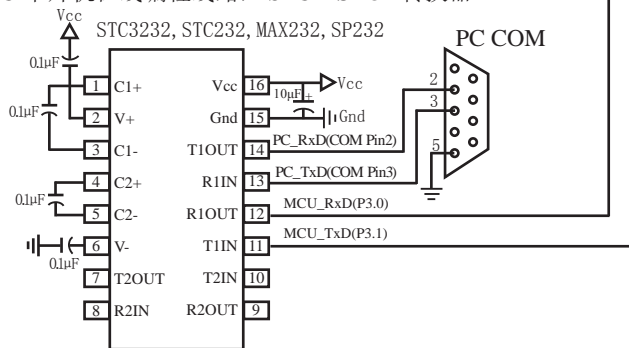 STC3232, STC232, MAX232, SP232
PC COM
Vcc
0.1μF
0.1μF
0.1μF
0.1μF
1 C1+
2 V+
3 C1-
4 C2+
5 C2-
6 V-
7 T2OUT
8 R2IN
Vcc 16
Gnd 15
T1OUT 14
R1IN 13
R1OUT 12
T1IN 11
T2IN 10
R2OUT 9
Vcc
10μF +
Gnd
PC_RxD(COM Pin2)
PC_TxD(COM Pin3)
MCU_RxD(P3.0)
MCU_TxD(P3.1)
2
3
5